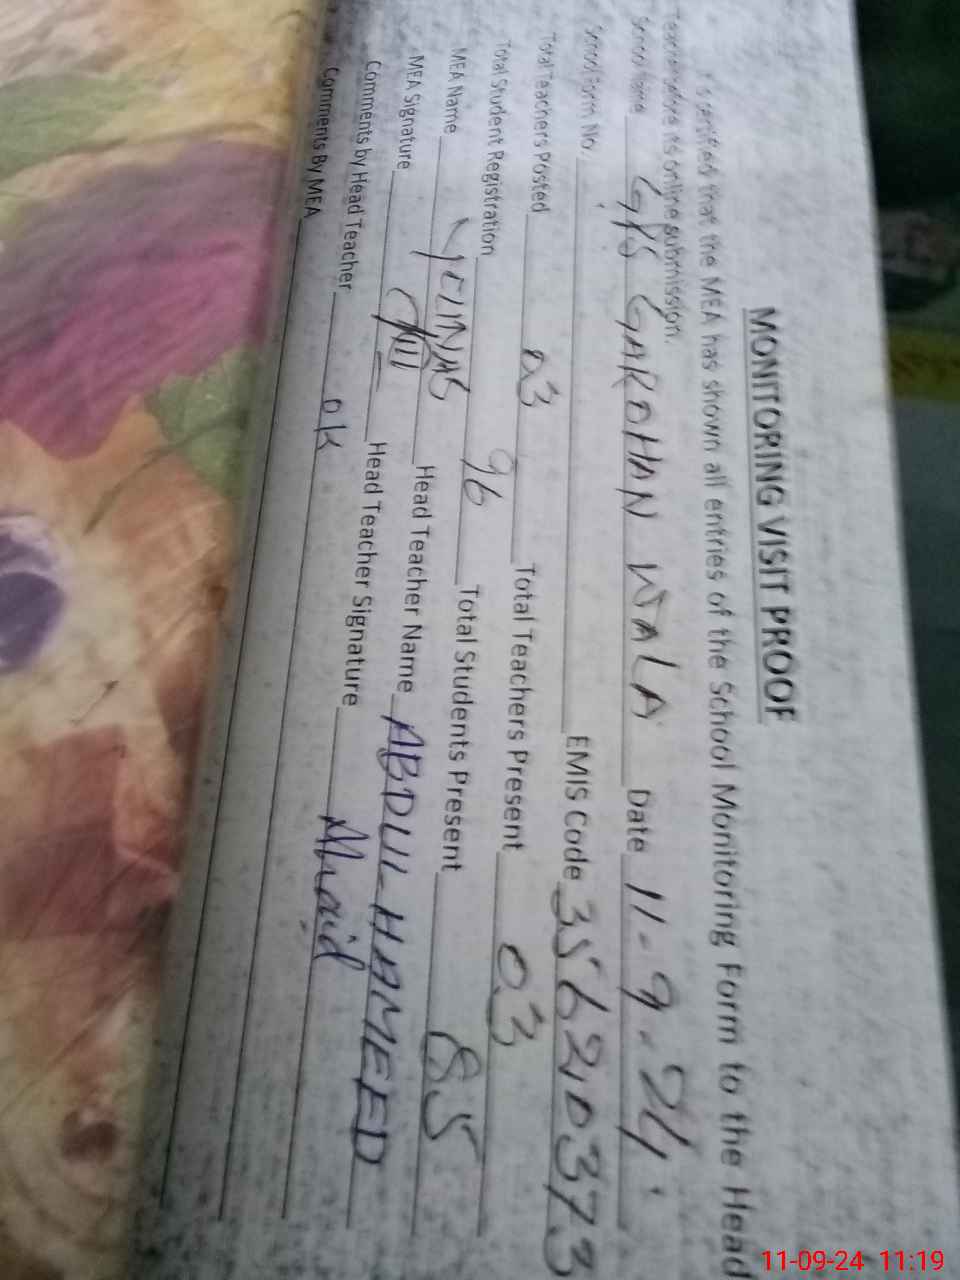 MONITORING VISIT PROOF
is certified that the MEA has shown all entries of the School Monitoring Form to the Head
Teacher before its online submission.
School Name GPS GAROHAN WALA Date 11-9-24
School Form No. EMIS Code 35621037 3
Total Teachers Posted 03 Total Teachers Present 03
Total Student Registration 96 Total Students Present 85
MEA Name Head Teacher Name ABDUL HAMEED
MEA Signature Head Teacher Signature
Comments by Head Teacher ok
Comments By MEA
11-09-24 11:19